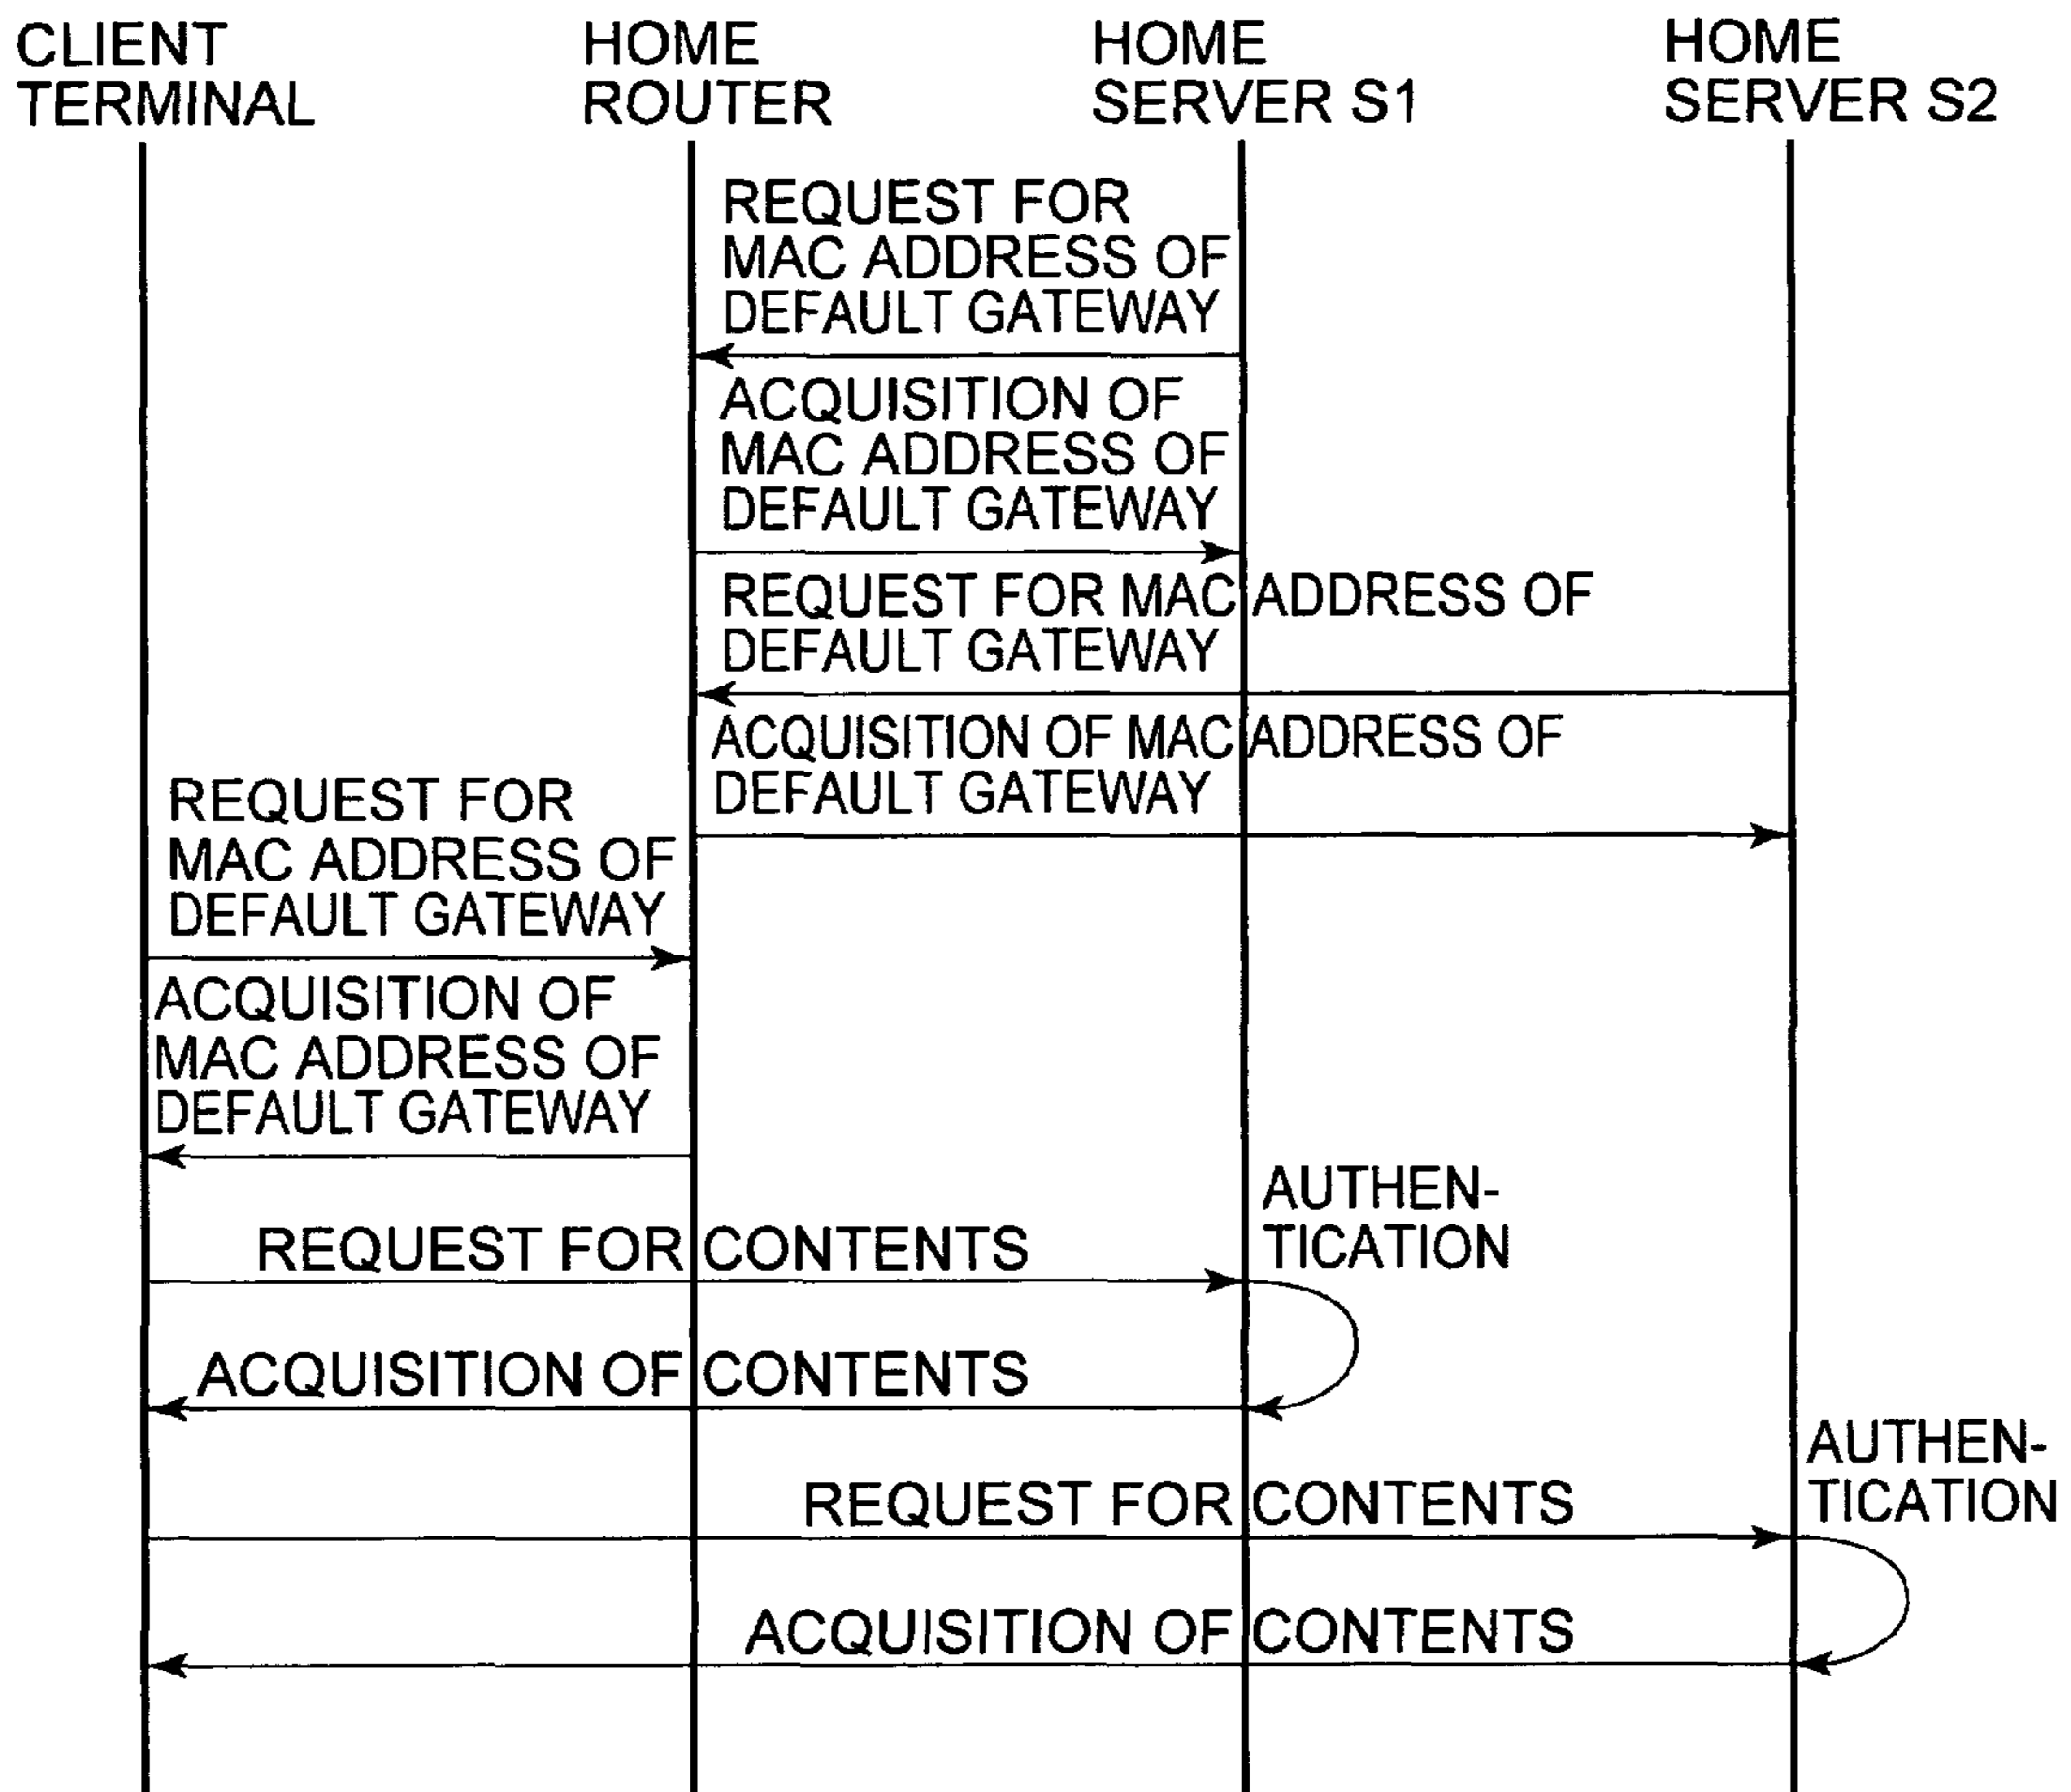 CLIENT
TERMINAL
HOME
ROUTER
HOME
SERVER S1
HOME
SERVER S2
REQUEST FOR
MAC ADDRESS OF
DEFAULT GATEWAY
ACQUISITION OF
MAC ADDRESS OF
DEFAULT GATEWAY
REQUEST FOR MAC ADDRESS OF
DEFAULT GATEWAY
ACQUISITION OF MAC ADDRESS OF
DEFAULT GATEWAY
REQUEST FOR
MAC ADDRESS OF
DEFAULT GATEWAY
ACQUISITION OF
MAC ADDRESS OF
DEFAULT GATEWAY
AUTHEN-
TICATION
REQUEST FOR CONTENTS
ACQUISITION OF CONTENTS
AUTHEN-
TICATION
REQUEST FOR CONTENTS
ACQUISITION OF CONTENTS